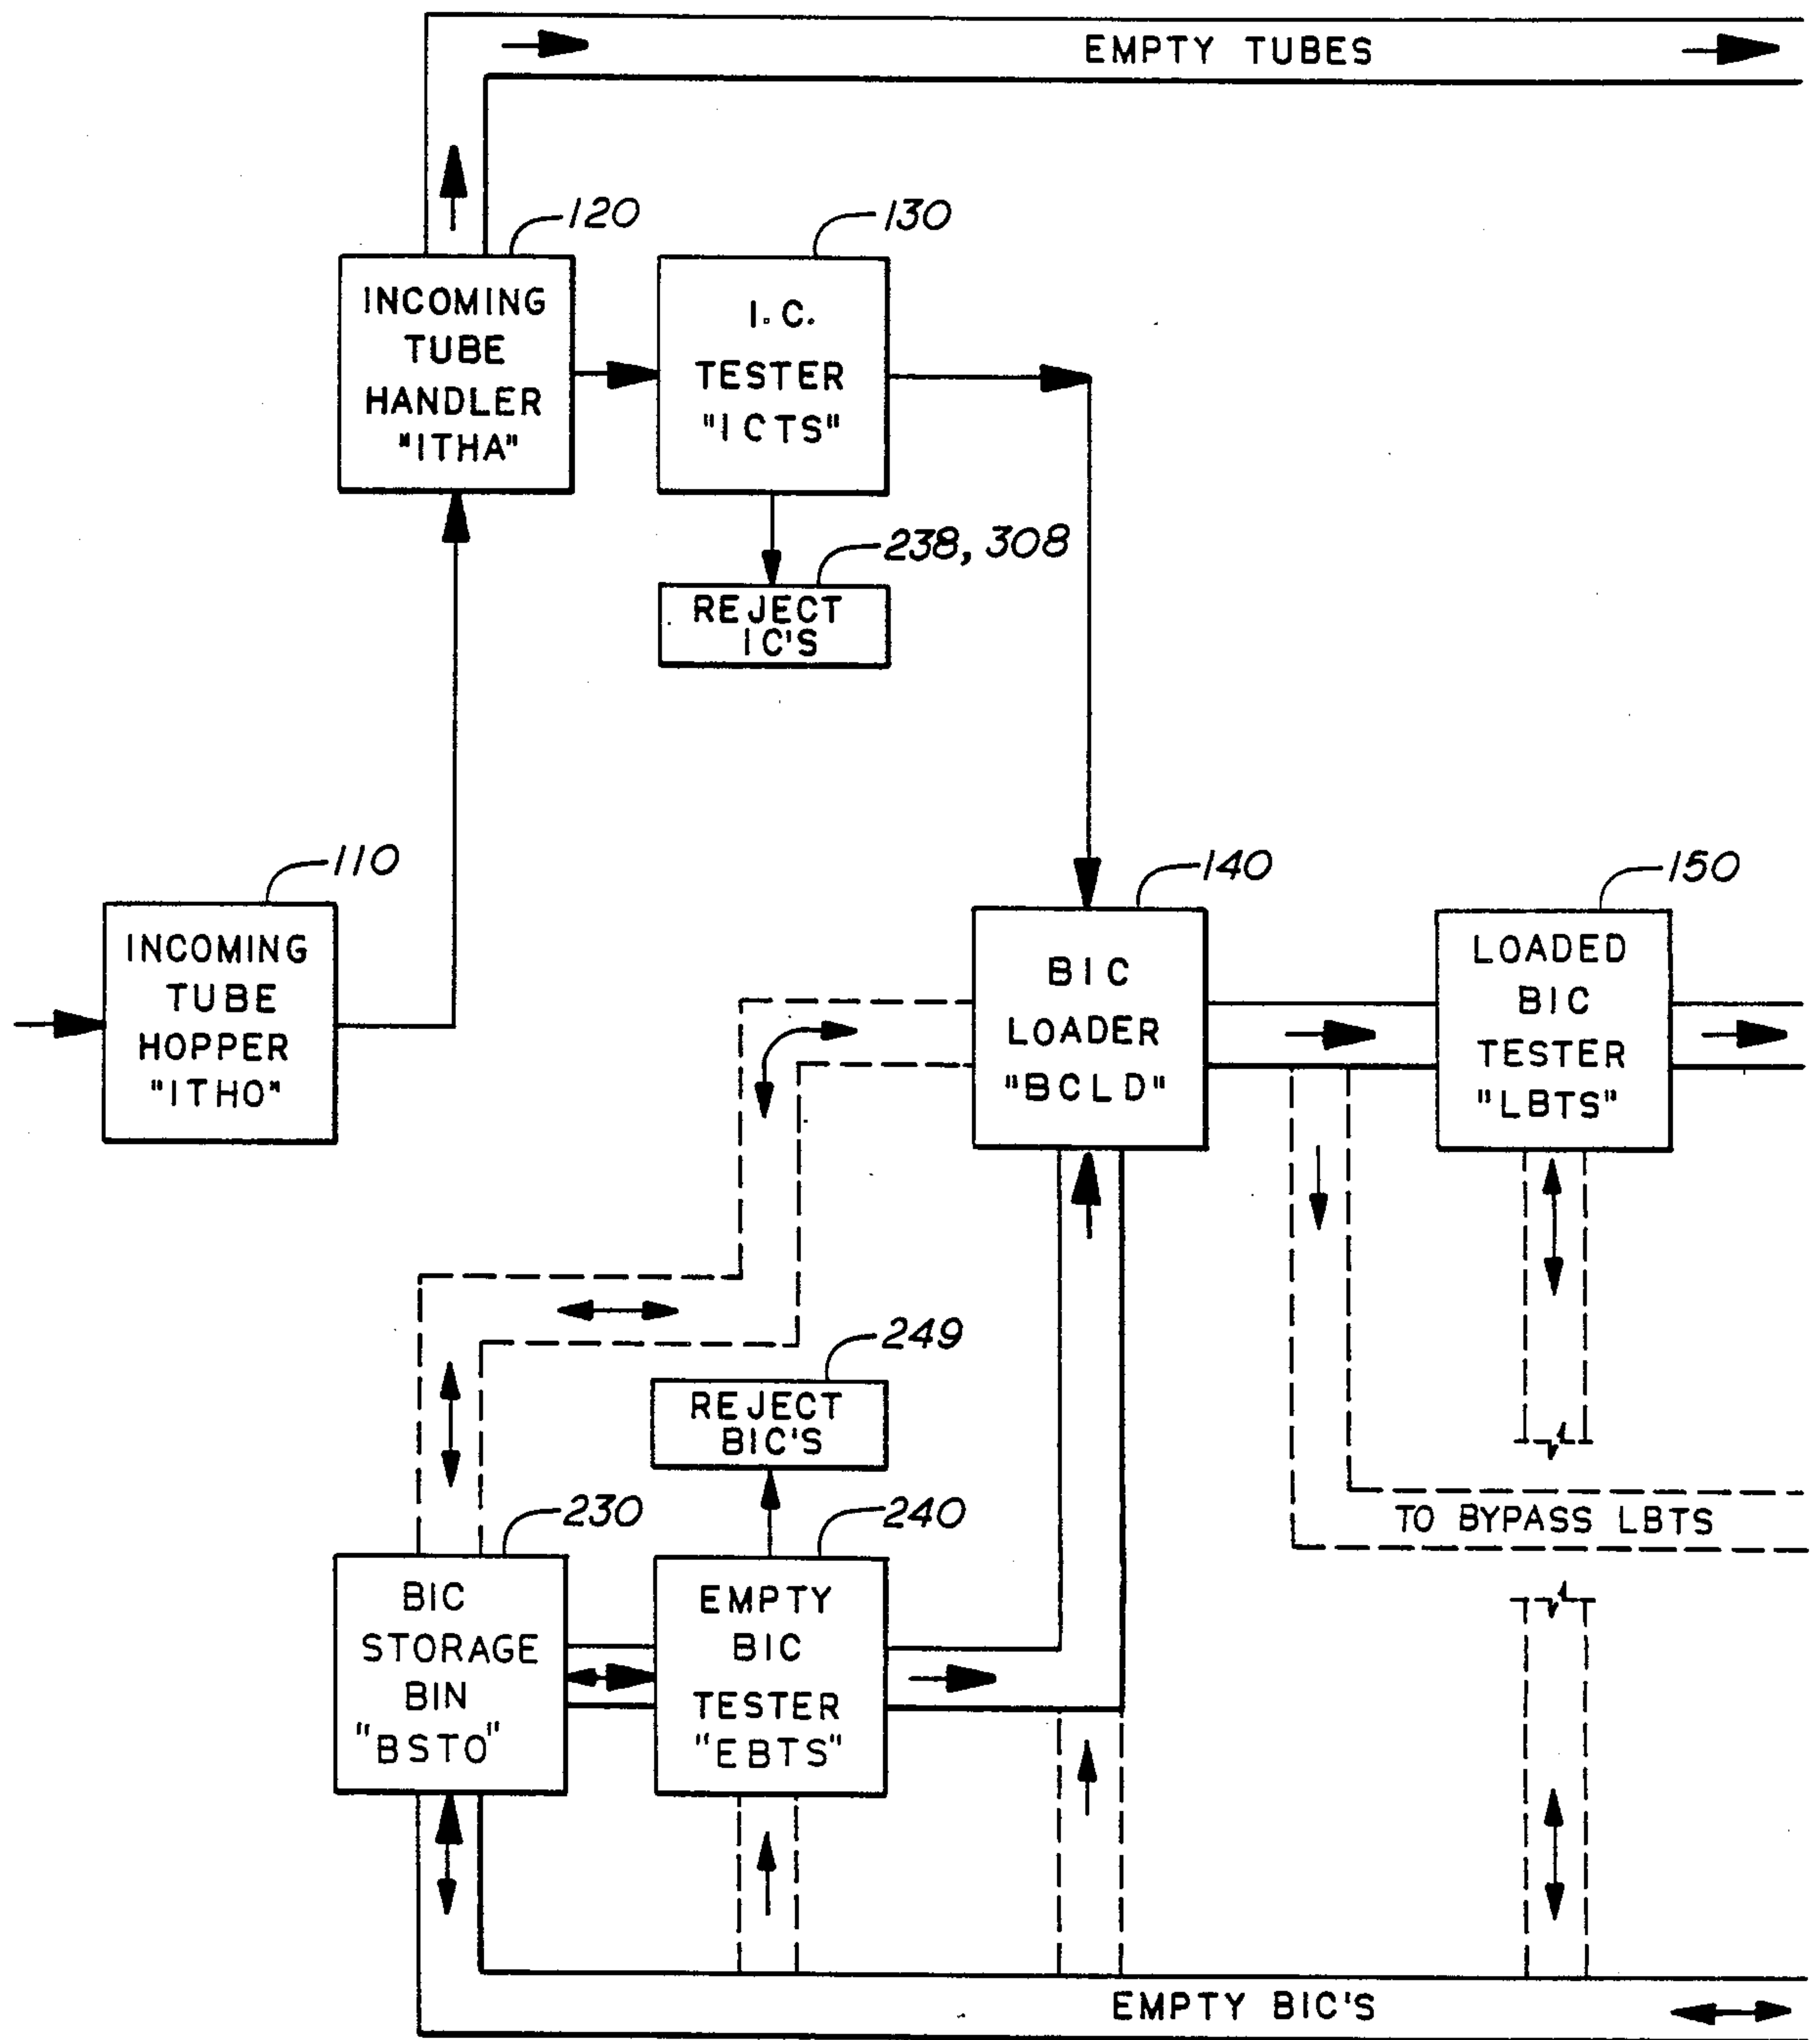 EMPTY TUBES
120
130
INCOMING
TUBE
HANDLER
"ITHA"
I.C.
TESTER
"ICTS"
238, 308
REJECT
IC'S
110
140
150
INCOMING
TUBE
HOPPER
"ITHO"
BIC
LOADER
"BCLD"
LOADED
BIC
TESTER
"LBTS"
249
REJECT
BIC'S
230
240
TO BYPASS LBTS
BIC
STORAGE
BIN
"BSTO"
EMPTY
BIC
TESTER
"EBTS"
EMPTY BIC'S